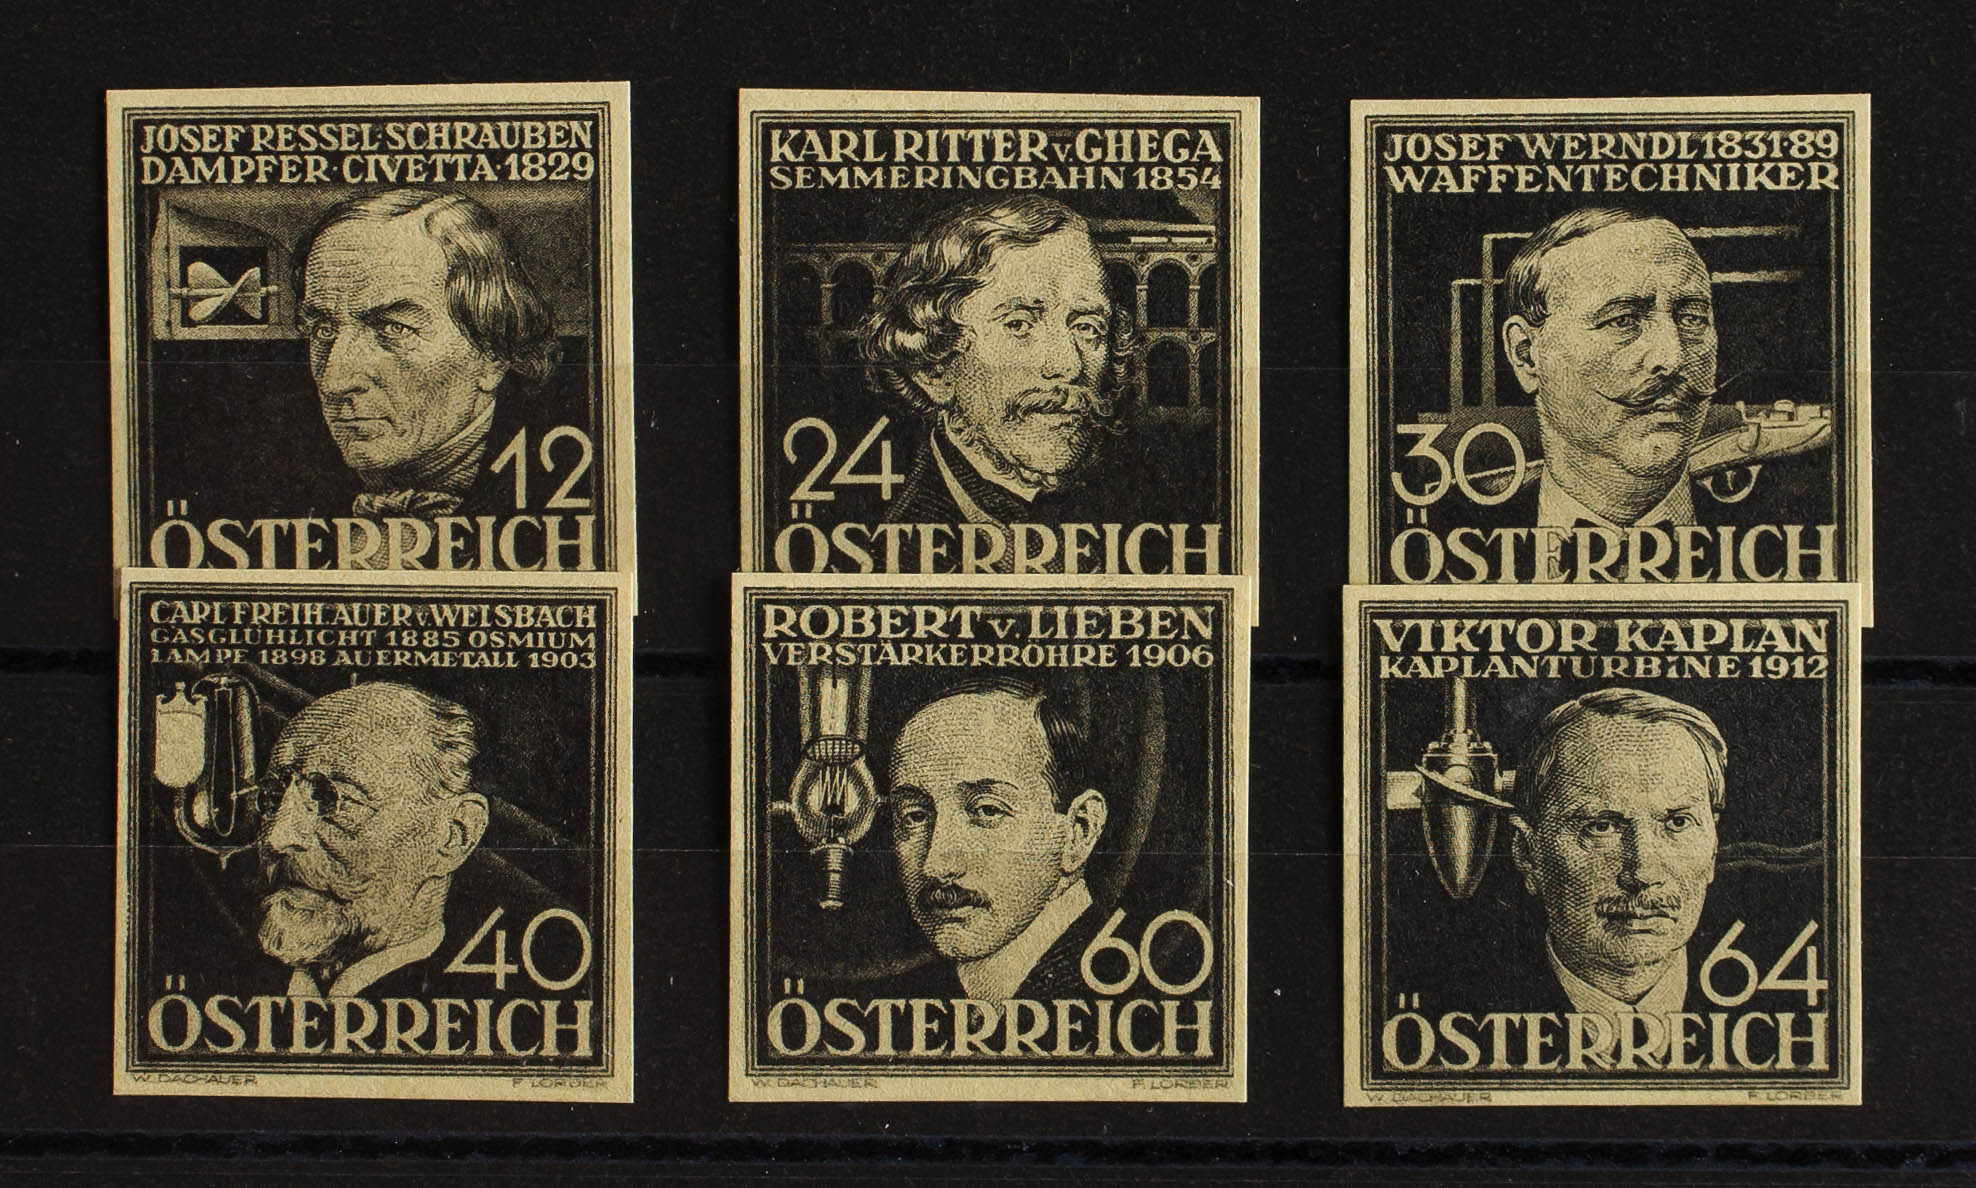 JOSEF RESSEL·SCHRAUBEN
DAMPFER·CIVETTA·1829
12
ÖSTERREICH
KARL RITTER v. GHEGA
SEMMERINGBAHN 1854
24
ÖSTERREICH
JOSEF WERNDL 1831·89
WAFFENTECHNIKER
30
ÖSTERREICH
CARL FREIH. AUER v. WELSBACH
GASGLÜHLICHT 1885 OSMIUM
LAMPE 1898 AUERMETALL 1903
40
ÖSTERREICH
W. DACHAUER F. LORBER
ROBERT v. LIEBEN
VERSTÄRKERRÖHRE 1906
60
ÖSTERREICH
W. DACHAUER F. LORBER
VIKTOR KAPLAN
KAPLANTURBINE 1912
64
ÖSTERREICH
W. DACHAUER F. LORBER